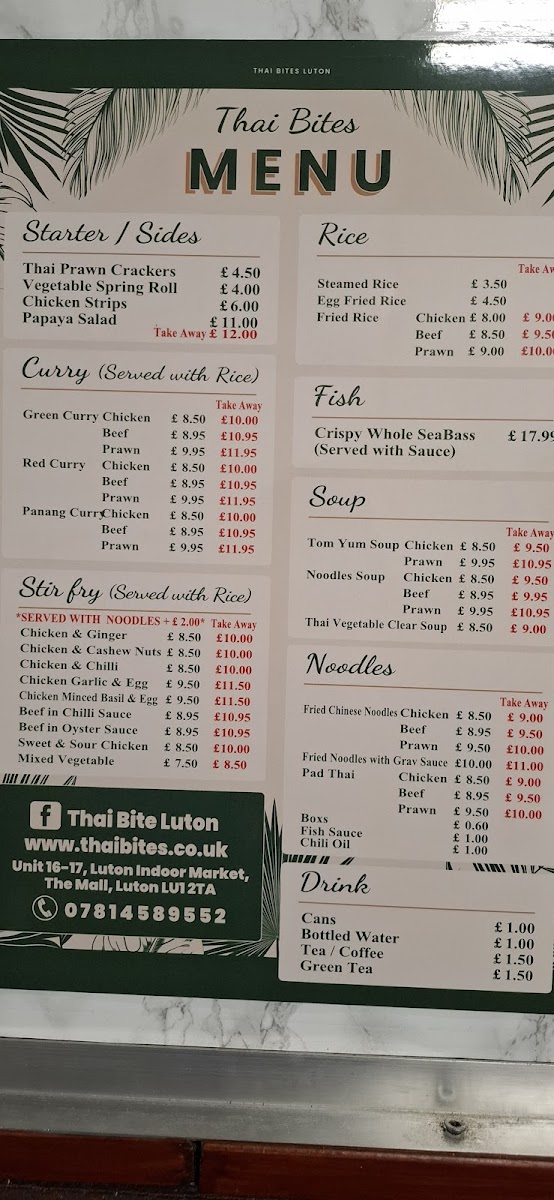 THAI BITES LUTON
Thai Bites
MENU
Starter / Sides
Thai Prawn Crackers £ 4.50
Vegetable Spring Roll £ 4.00
Chicken Strips £ 6.00
Papaya Salad £ 11.00
Take Away £ 12.00
Curry (Served with Rice)
Take Away
Green Curry Chicken £ 8.50 £10.00
Beef £ 8.95 £10.95
Prawn £ 9.95 £11.95
Red Curry Chicken £ 8.50 £10.00
Beef £ 8.95 £10.95
Prawn £ 9.95 £11.95
Panang Curry Chicken £ 8.50 £10.00
Beef £ 8.95 £10.95
Prawn £ 9.95 £11.95
Stir fry (Served with Rice)
*SERVED WITH NOODLES + £ 2.00* Take Away
Chicken & Ginger £ 8.50 £10.00
Chicken & Cashew Nuts £ 8.50 £10.00
Chicken & Chilli £ 8.50 £10.00
Chicken Garlic & Egg £ 9.50 £11.50
Chicken Minced Basil & Egg £ 9.50 £11.50
Beef in Chilli Sauce £ 8.95 £10.95
Beef in Oyster Sauce £ 8.95 £10.95
Sweet & Sour Chicken £ 8.50 £10.00
Mixed Vegetable £ 7.50 £ 8.50
f Thai Bite Luton
www.thaibites.co.uk
Unit 16-17, Luton Indoor Market,
The Mall, Luton LU1 2TA
07814589552
Rice
Take Aw
Steamed Rice £ 3.50
Egg Fried Rice £ 4.50
Fried Rice Chicken £ 8.00 £ 9.0
Beef £ 8.50 £ 9.5
Prawn £ 9.00 £10.0
Fish
Crispy Whole SeaBass £ 17.99
(Served with Sauce)
Soup
Take Away
Tom Yum Soup Chicken £ 8.50 £ 9.50
Prawn £ 9.95 £10.95
Noodles Soup Chicken £ 8.50 £ 9.50
Beef £ 8.95 £ 9.95
Prawn £ 9.95 £10.95
Thai Vegetable Clear Soup £ 8.50 £ 9.00
Noodles
Take Away
Fried Chinese Noodles Chicken £ 8.50 £ 9.00
Beef £ 8.95 £ 9.50
Prawn £ 9.50 £10.00
Fried Noodles with Grav Sauce £10.00 £11.00
Pad Thai Chicken £ 8.50 £ 9.00
Beef £ 8.95 £ 9.50
Prawn £ 9.50 £10.00
Boxs £ 0.60
Fish Sauce £ 1.00
Chili Oil £ 1.00
Drink
Cans £ 1.00
Bottled Water £ 1.00
Tea / Coffee £ 1.50
Green Tea £ 1.50